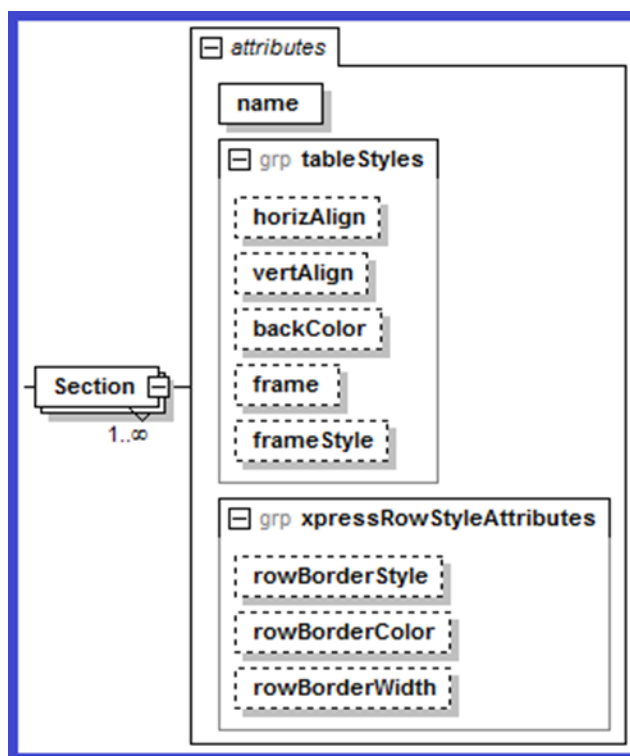 attributes
name
grp tableStyles
horizAlign
vertAlign
backColor
frame
frameStyle
Section
1..∞
grp xpressRowStyleAttributes
rowBorderStyle
rowBorderColor
rowBorderWidth